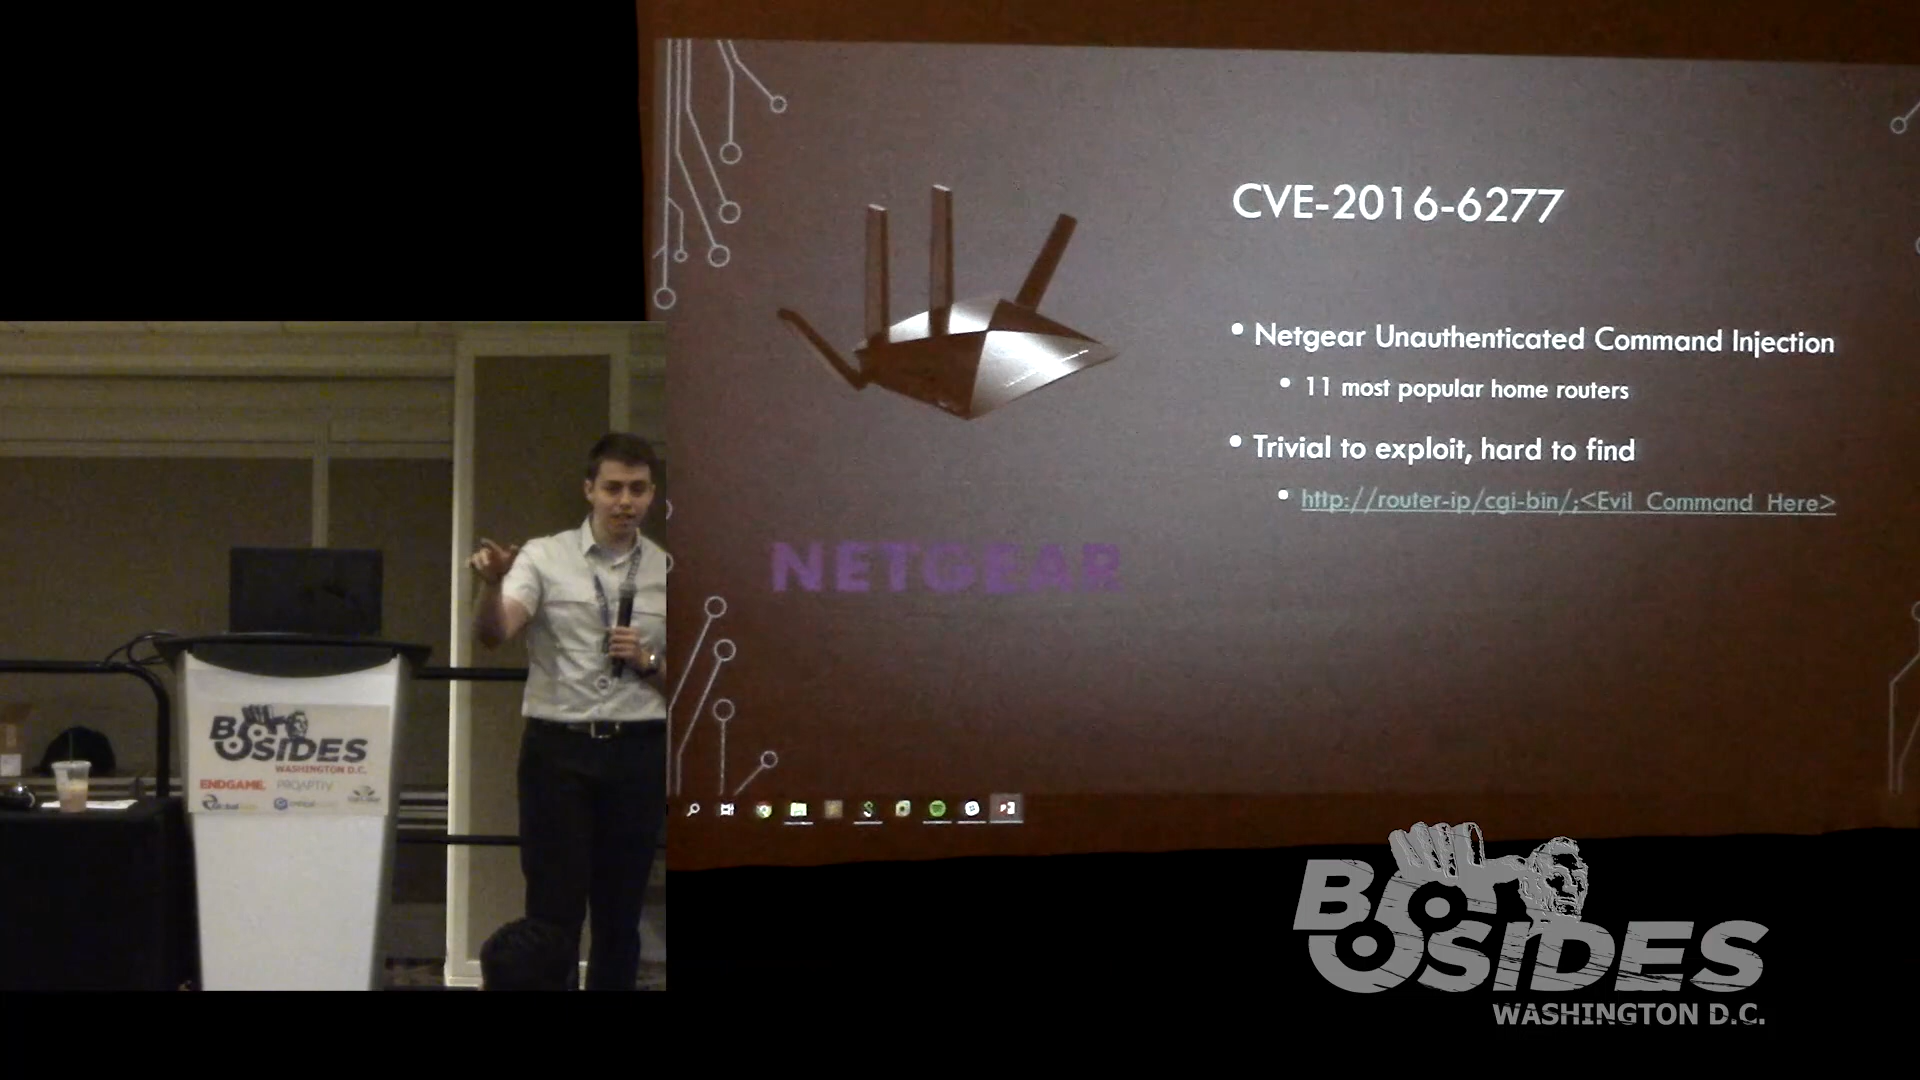 CVE-2016-6277
• Netgear Unauthenticated Command Injection
• 11 most popular home routers
• Trivial to exploit, hard to find
• http://router-ip/cgi-bin/;<Evil Command Here>
NETGEAR
BSIDES
WASHINGTON D.C.
ENDGAME.
PROAPTIV
BSIDES
WASHINGTON D.C.